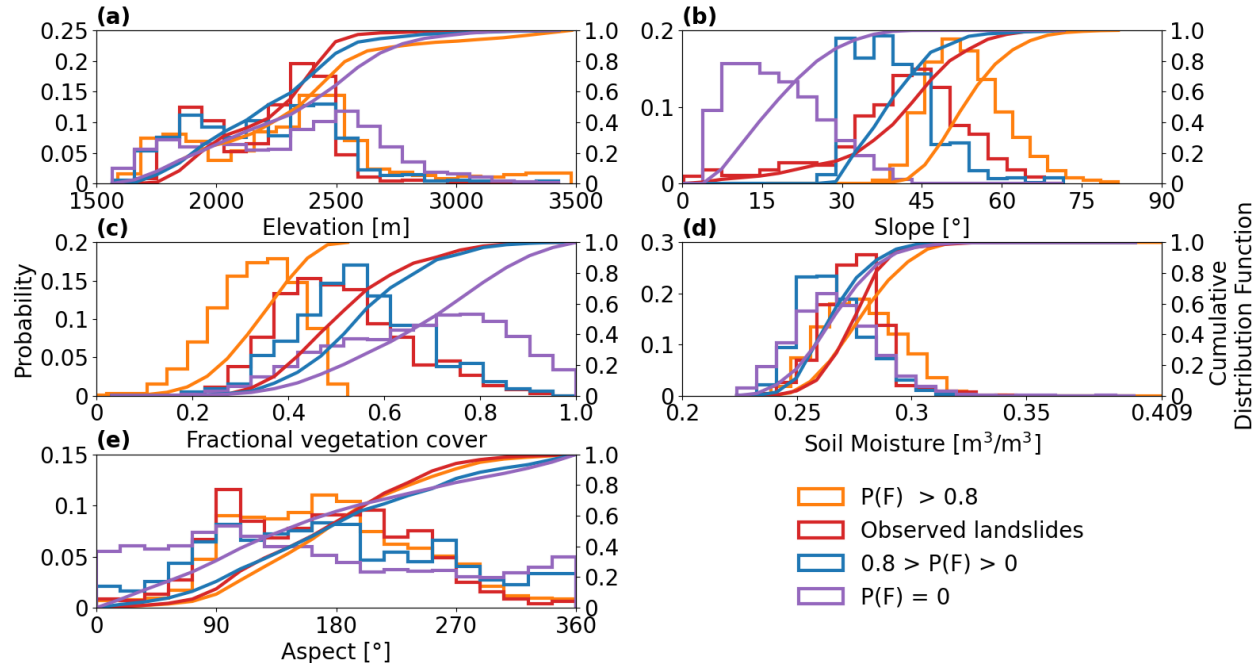 (a)
0.25
0.20
0.15
0.1
0.05
0
1.0
0.8
0.6
0.4
0.2
0
1500 2000 2500 3000 3500
Elevation [m]
(b)
0.2
0.1
0
1.0
0.8
0.6
0.4
0.2
0
0 15 30 45 60 75 90
Slope [°]
(c)
0.2
0.15
0.1
0.05
0
1.0
0.8
0.6
0.4
0.2
0
0 0.2 0.4 0.6 0.8 1.0
Fractional vegetation cover
Probability
(d)
0.3
0.2
0.1
0
1.0
0.8
0.6
0.4
0.2
0
0.2 0.25 0.3 0.35 0.409
Soil Moisture [m³/m³]
Cumulative
Distribution Function
(e)
0.15
0.1
0.05
0
1.0
0.8
0.6
0.4
0.2
0
0 90 180 270 360
Aspect [°]
P(F) > 0.8
Observed landslides
0.8 > P(F) > 0
P(F) = 0